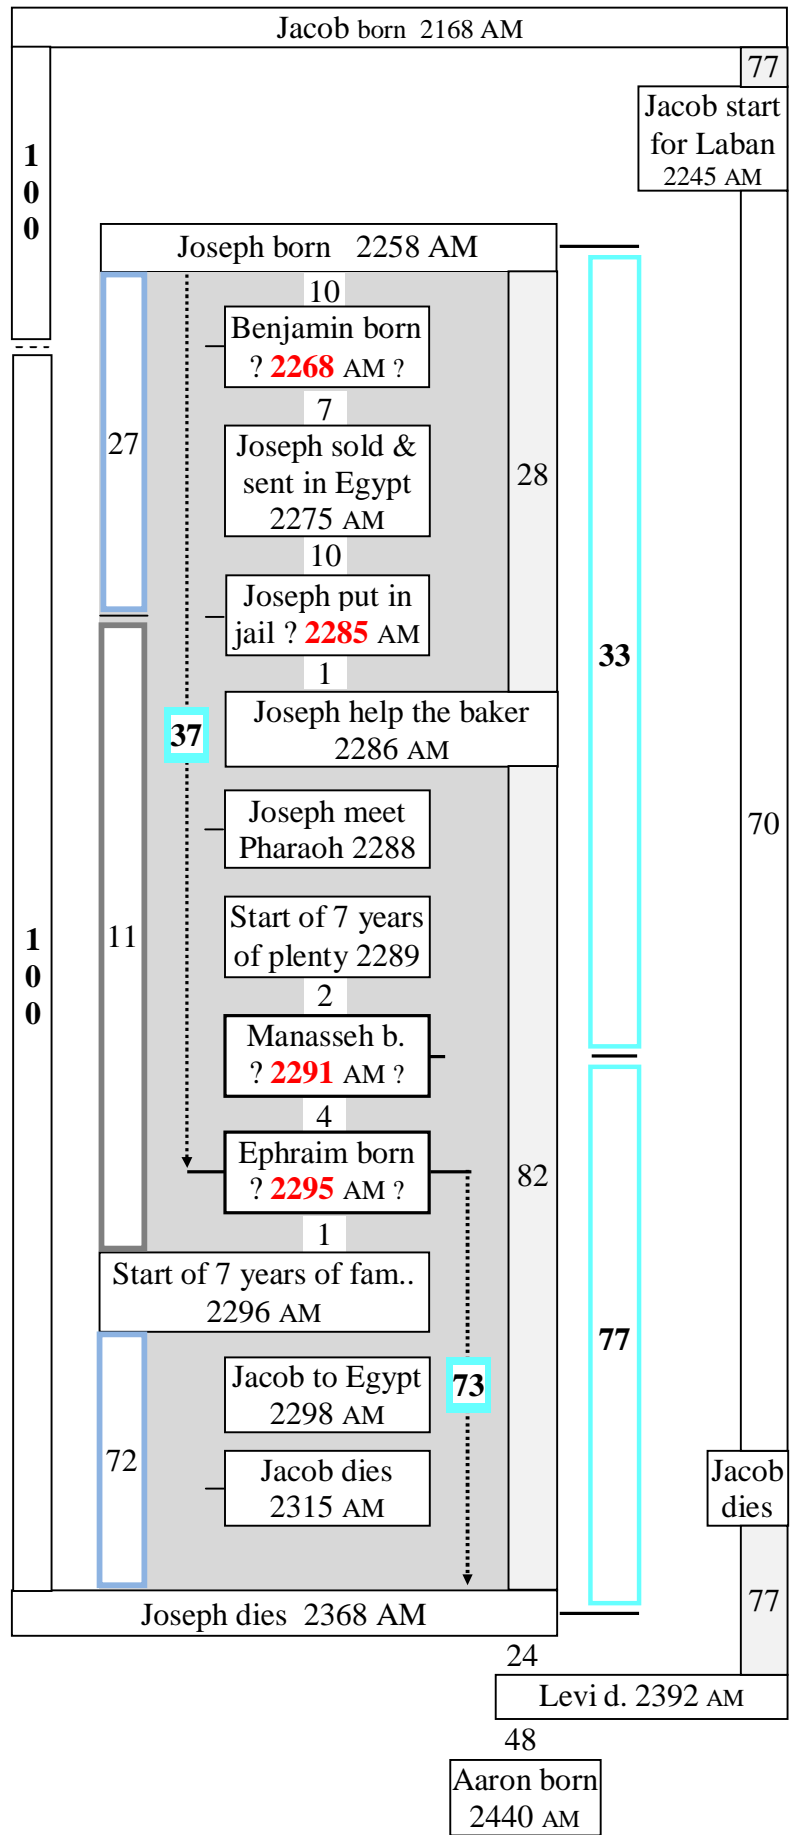 Jacob born 2168 AM
77
Jacob start
for Laban
2245 AM
1
0
0
Joseph born 2258 AM
10
Benjamin born
? 2268 AM ?
7
27
Joseph sold &
sent in Egypt
2275 AM
28
10
Joseph put in
jail ? 2285 AM
33
1
37
Joseph help the baker
2286 AM
Joseph meet
Pharaoh 2288
70
Start of 7 years
of plenty 2289
11
1
0
0
2
Manasseh b.
? 2291 AM ?
4
Ephraim born
? 2295 AM ?
82
1
Start of 7 years of fam..
2296 AM
77
Jacob to Egypt
2298 AM
73
72
Jacob dies
2315 AM
Jacob
dies
77
Joseph dies 2368 AM
24
Levi d. 2392 AM
48
Aaron born
2440 AM